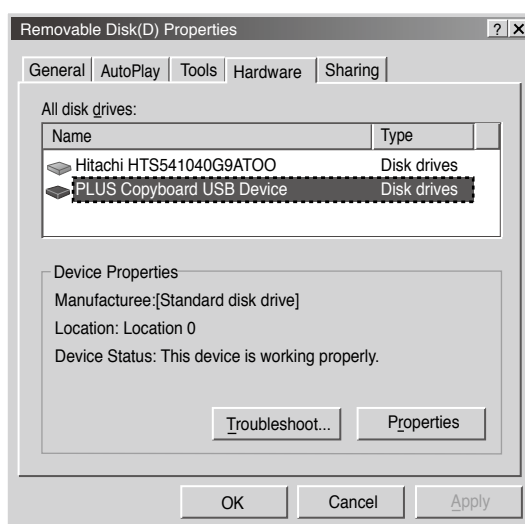 Removable Disk(D) Properties ? X
General AutoPlay Tools Hardware Sharing
All disk drives:
Name Type
Hitachi HTS541040G9ATOO Disk drives
PLUS Copyboard USB Device Disk drives
Device Properties
Manufacturee:[Standard disk drive]
Location: Location 0
Device Status: This device is working properly.
Troubleshoot... Properties
OK Cancel Apply